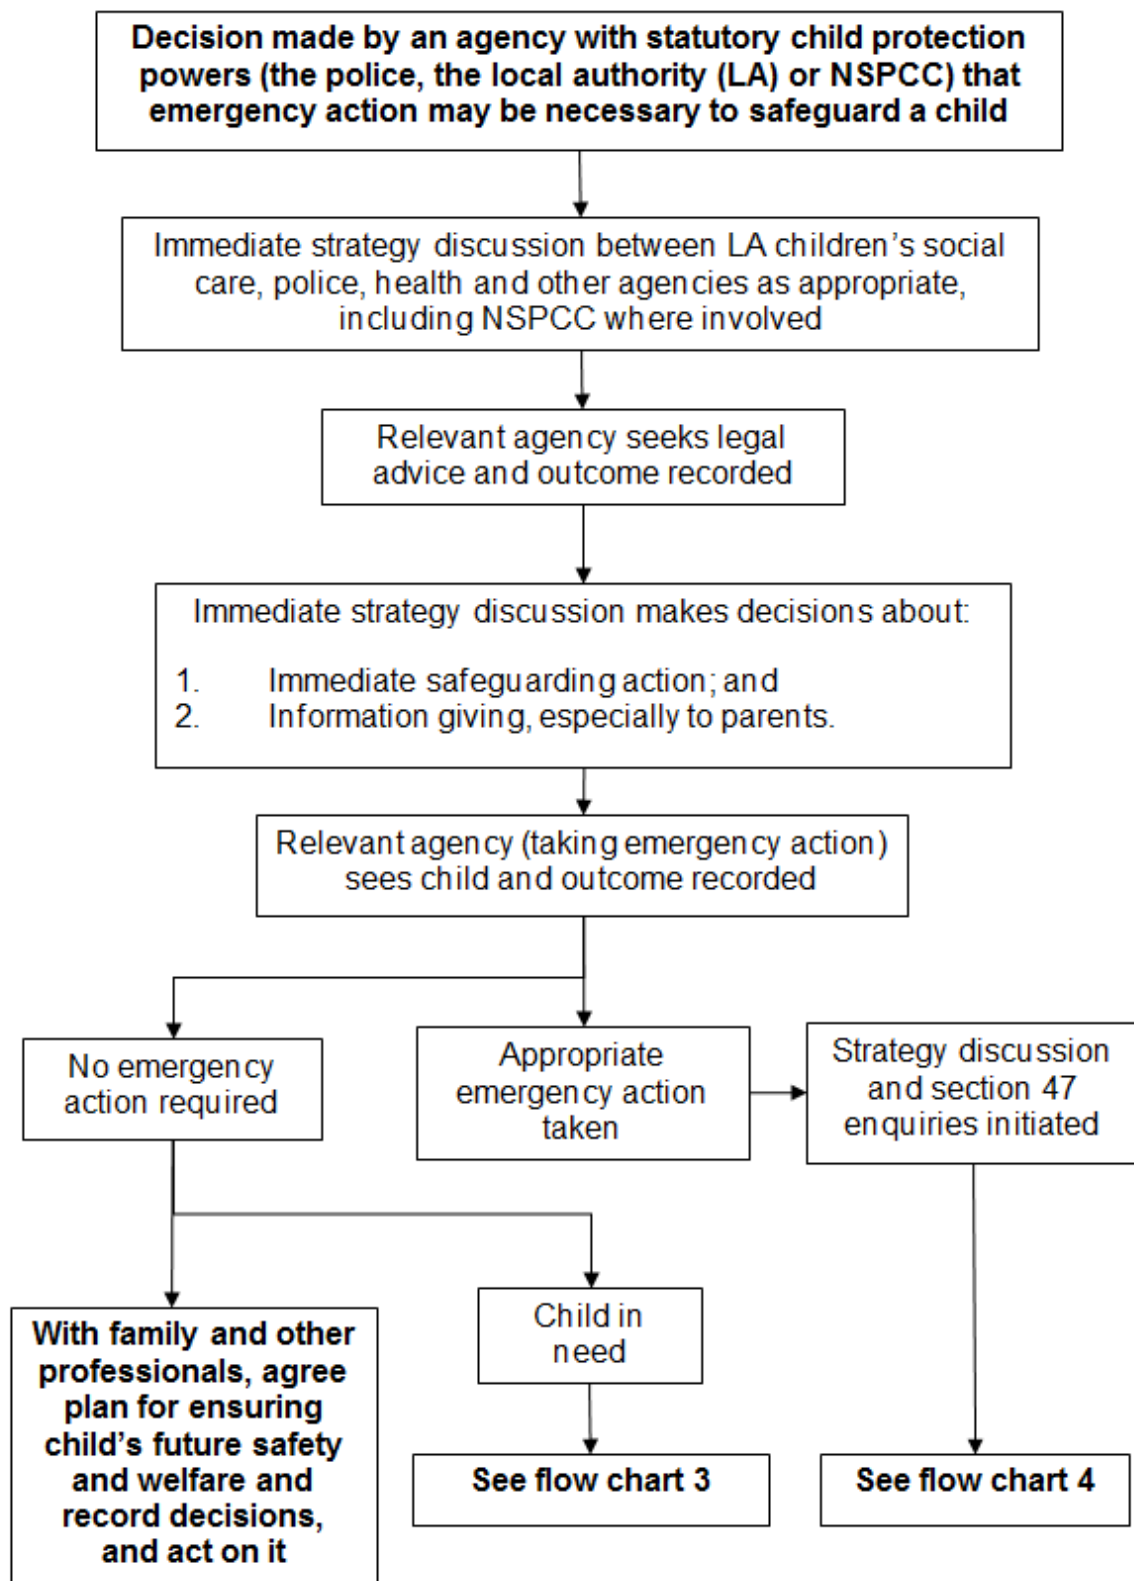 Decision made by an agency with statutory child protection
powers (the police, the local authority (LA) or NSPCC) that
emergency action may be necessary to safeguard a child
Immediate strategy discussion between LA children's social
care, police, health and other agencies as appropriate,
including NSPCC where involved
Relevant agency seeks legal
advice and outcome recorded
Immediate strategy discussion makes decisions about:
1. Immediate safeguarding action; and
2. Information giving, especially to parents.
Relevant agency (taking emergency action)
sees child and outcome recorded
No emergency
action required
Appropriate
emergency action
taken
Strategy discussion
and section 47
enquiries initiated
With family and other
professionals, agree
plan for ensuring
child's future safety
and welfare and
record decisions,
and act on it
Child in
need
See flow chart 3
See flow chart 4